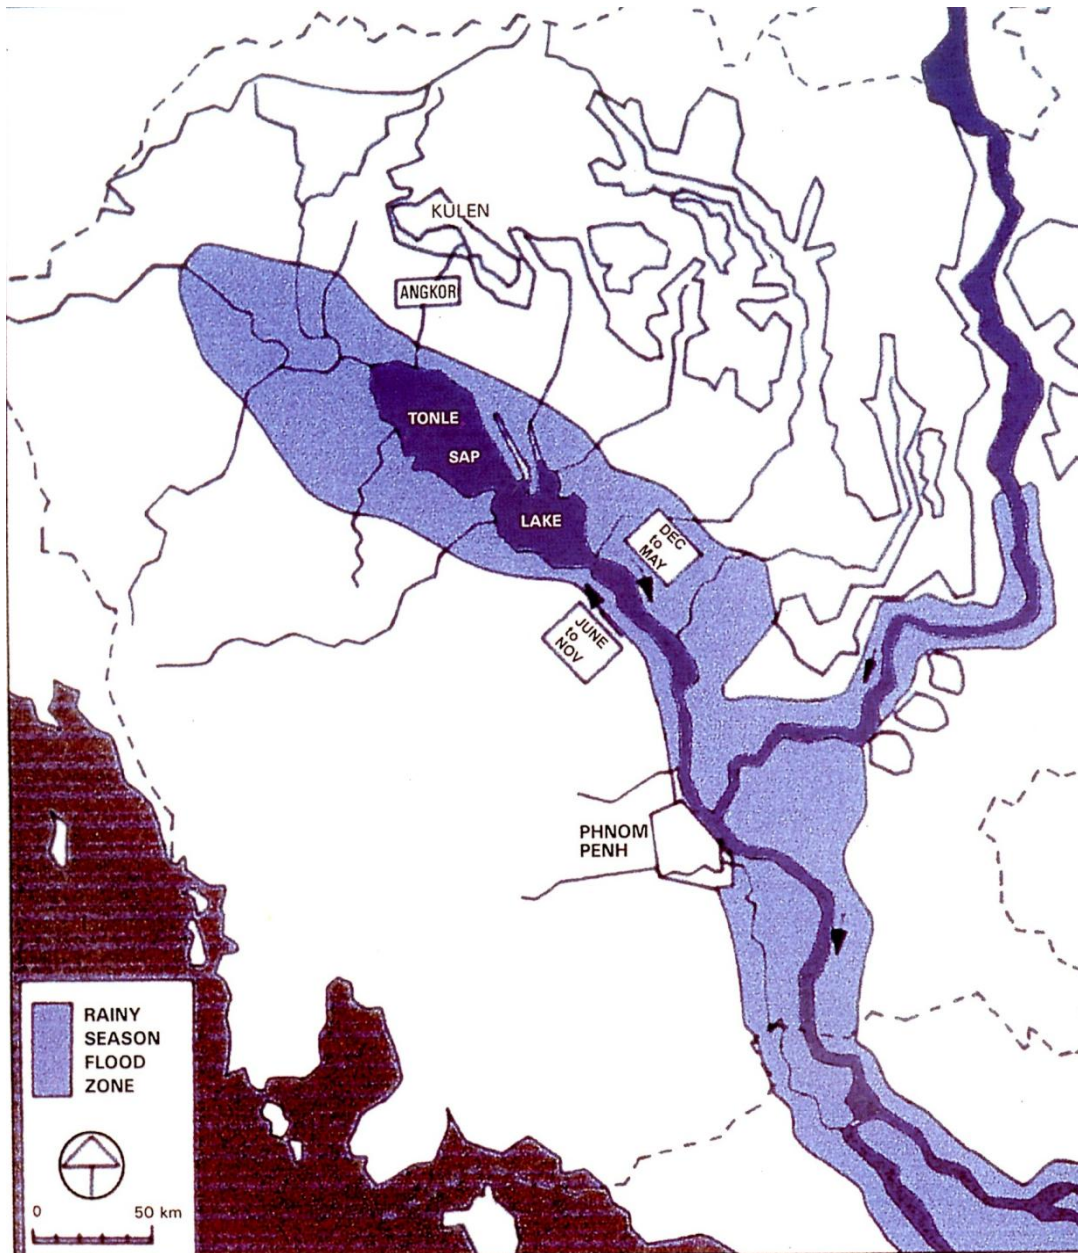 KULEN
ANGKOR
TONLE
SAP
LAKE
DEC
to
MAY
JUNE
to
NOV
PHNOM
PENH
RAINY
SEASON
FLOOD
ZONE
0 50 km